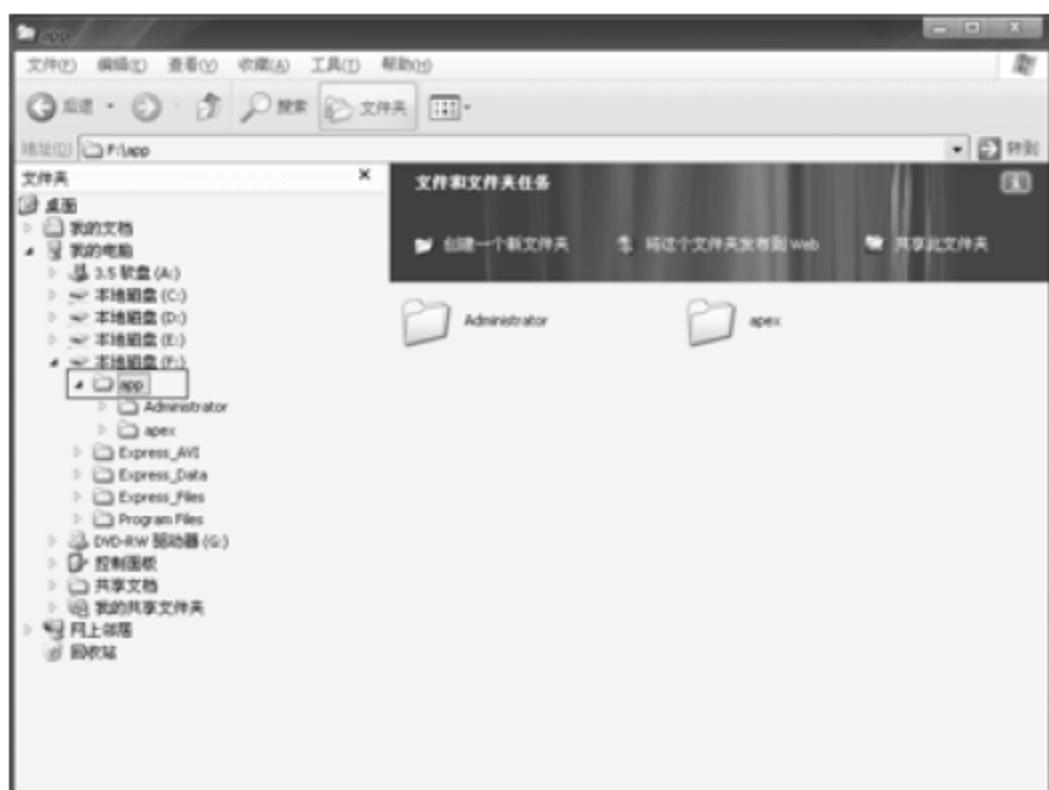 app
文件(F) 编辑(E) 查看(V) 收藏(A) 工具(T) 帮助(H)
后退 搜索 文件夹
地址(D) F:\app 转到
文件夹 ×
文件和文件夹任务
创建一个新文件夹 将这个文件夹发布到 Web 共享此文件夹
桌面
我的文档
我的电脑
3.5 软盘 (A:)
本地磁盘 (C:)
本地磁盘 (D:)
本地磁盘 (E:)
本地磁盘 (F:)
app
Administrator
apex
Express_AVI
Express_Data
Express_Files
Program Files
DVD-RW 驱动器 (G:)
控制面板
共享文档
我的共享文件夹
网上邻居
回收站
Administrator apex